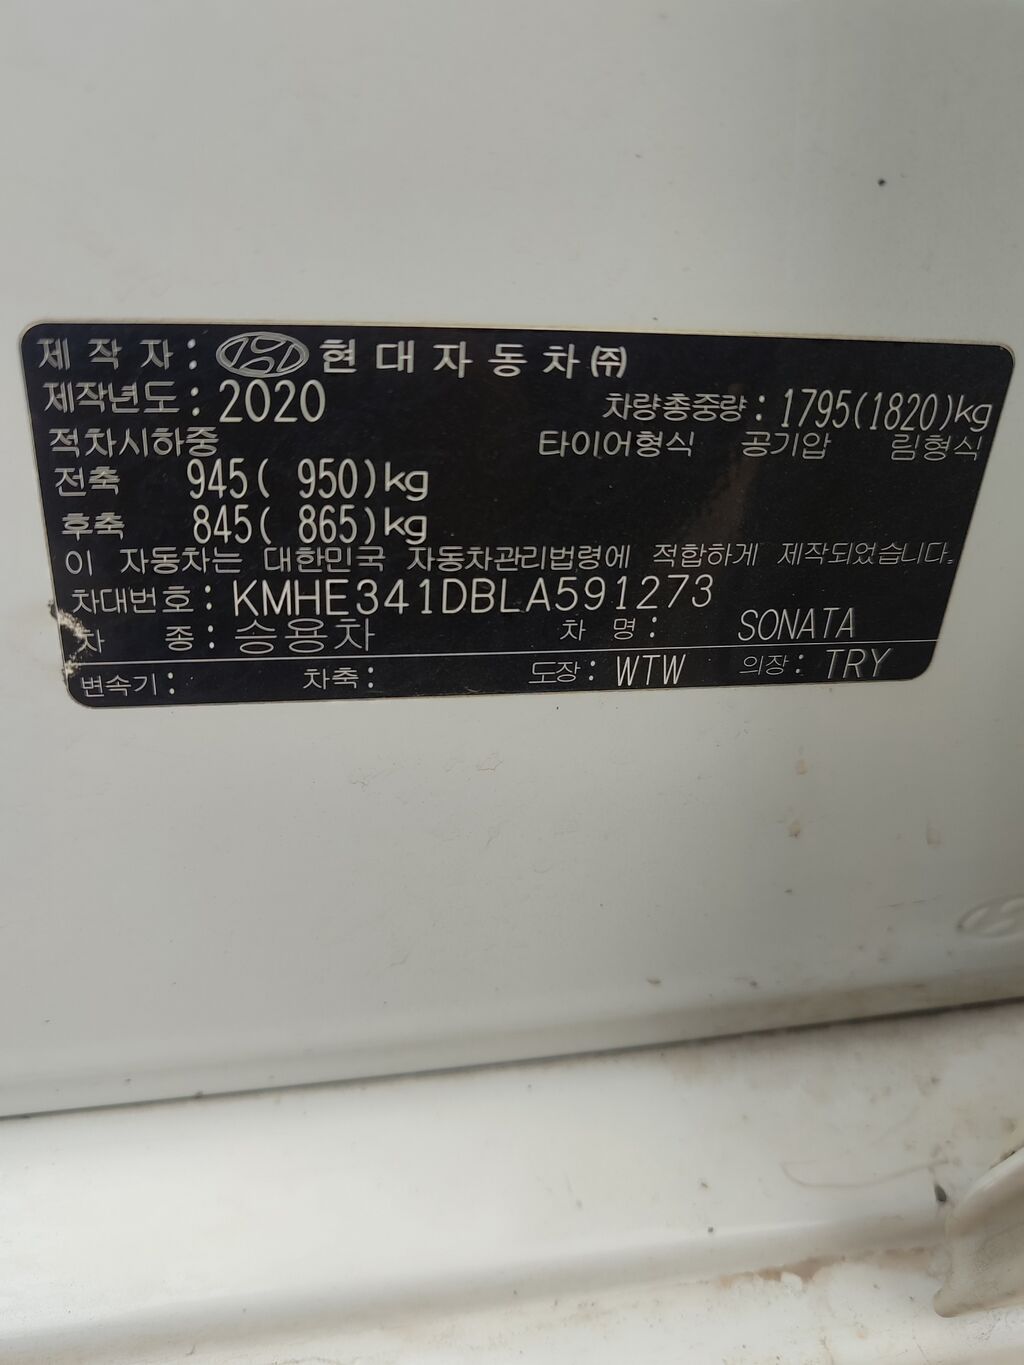 제 작 자 : 현대자동차㈜
제작년도 : 2020 차량총중량 : 1795(1820)kg
적차시하중 타이어형식 공기압 림형식
전축 945( 950)kg
후축 845( 865)kg
이 자동차는 대한민국 자동차관리법령에 적합하게 제작되었습니다.
차대번호 : KMHE341DBLA591273
차 종 : 승용차 차 명 : SONATA
변속기 : 차축 : 도장 : WTW 의장 : TRY